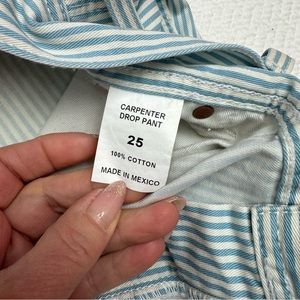 CARPENTER
DROP PANT
25
100% COTTON
MADE IN MEXICO